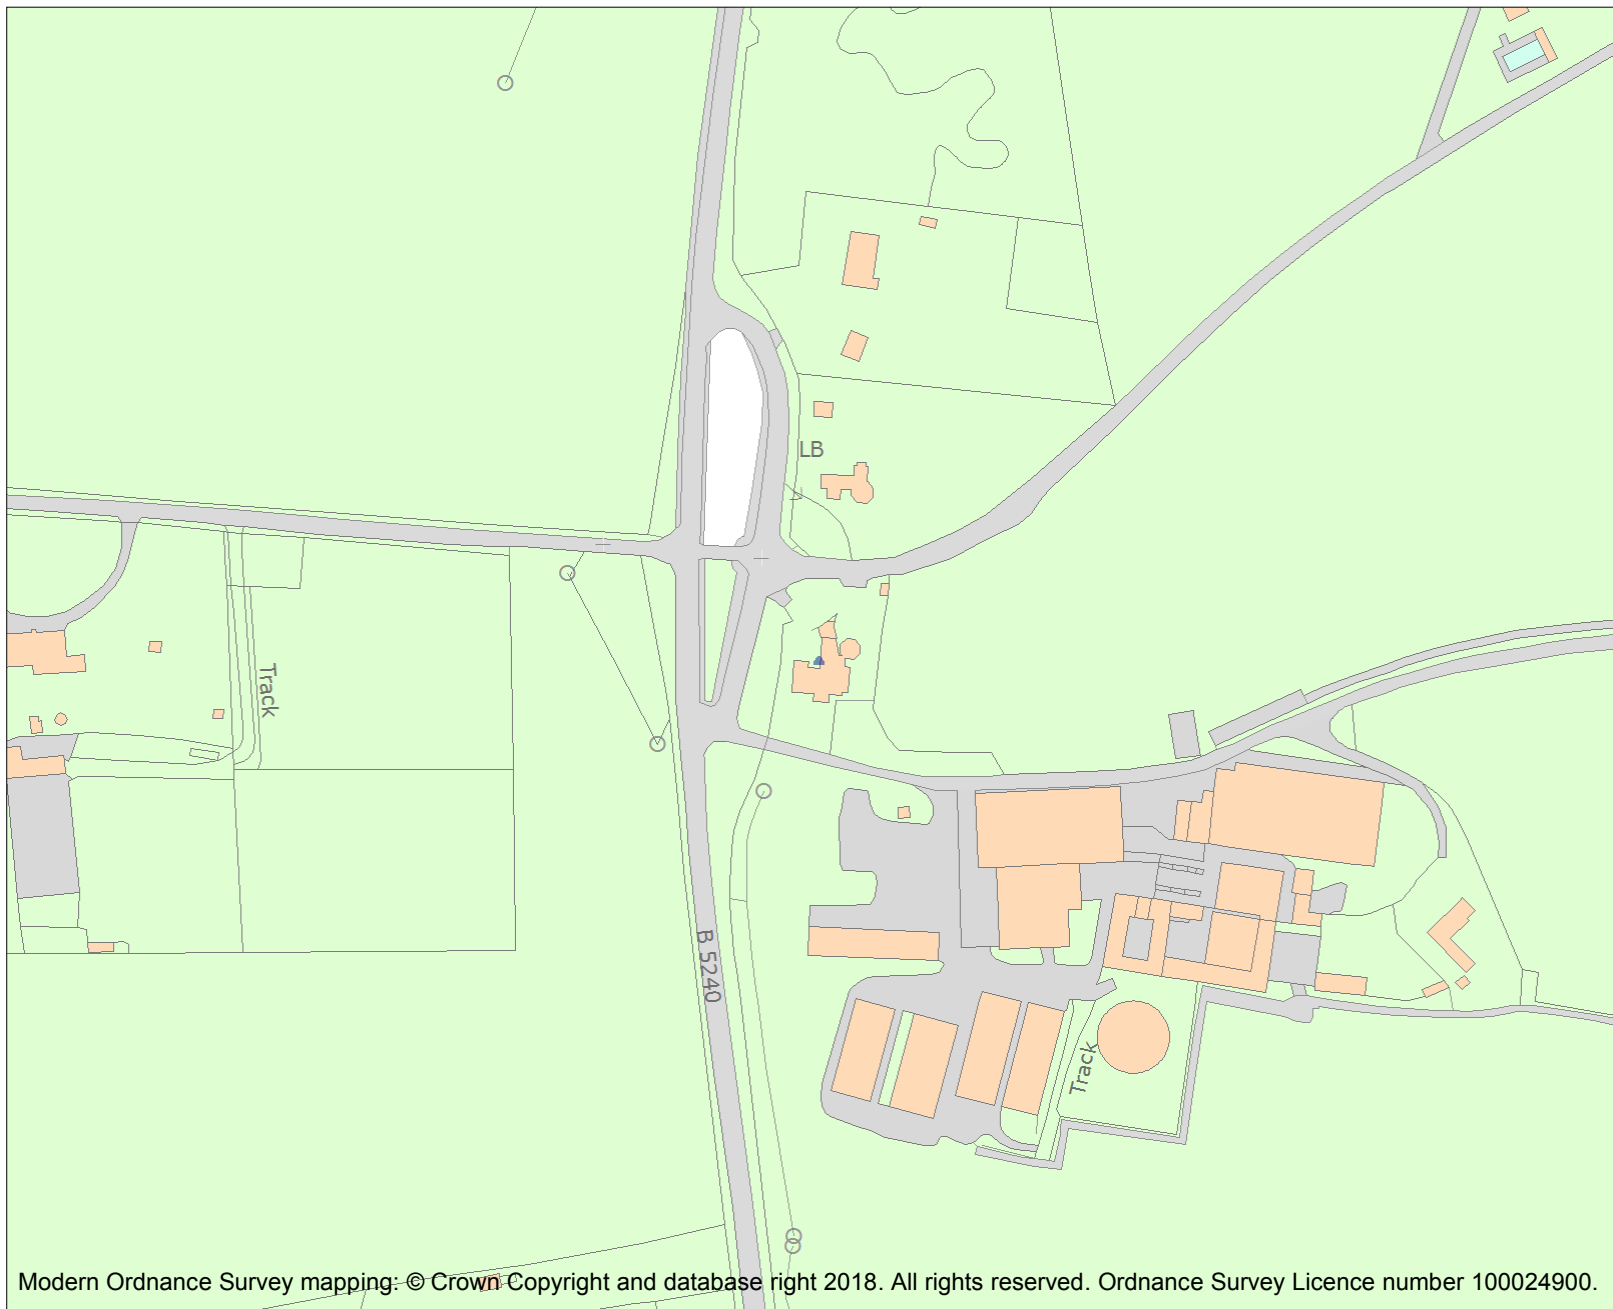 LB
Track
B 5240
Track
Modern Ordnance Survey mapping: © Crown Copyright and database right 2018. All rights reserved. Ordnance Survey Licence number 100024900.